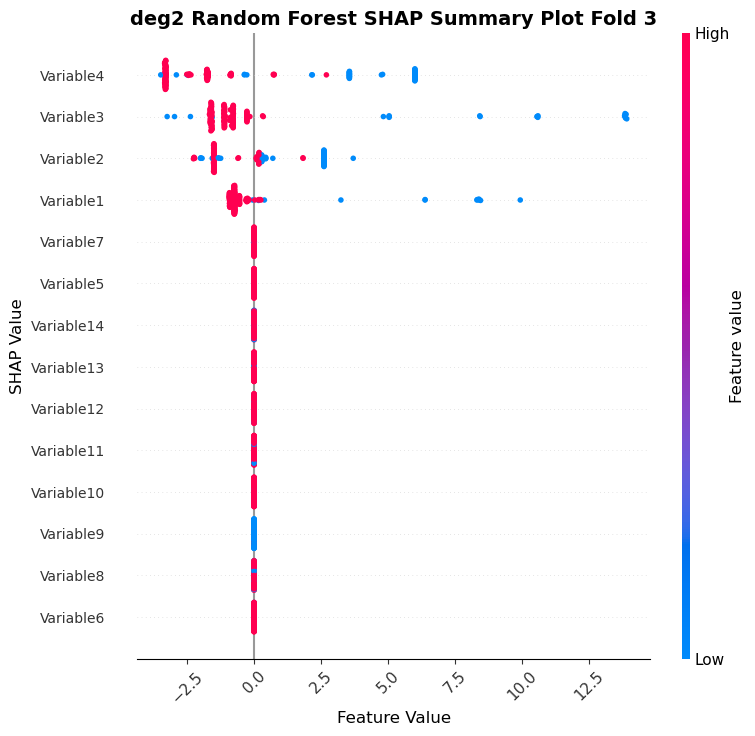 deg2 Random Forest SHAP Summary Plot Fold 3
High
Variable4
Variable3
Variable2
Variable1
Variable7
Variable5
Variable14
Variable13
Variable12
Variable11
Variable10
Variable9
Variable8
Variable6
SHAP Value
Feature value
Low
−2.5 0.0 2.5 5.0 7.5 10.0 12.5
Feature Value